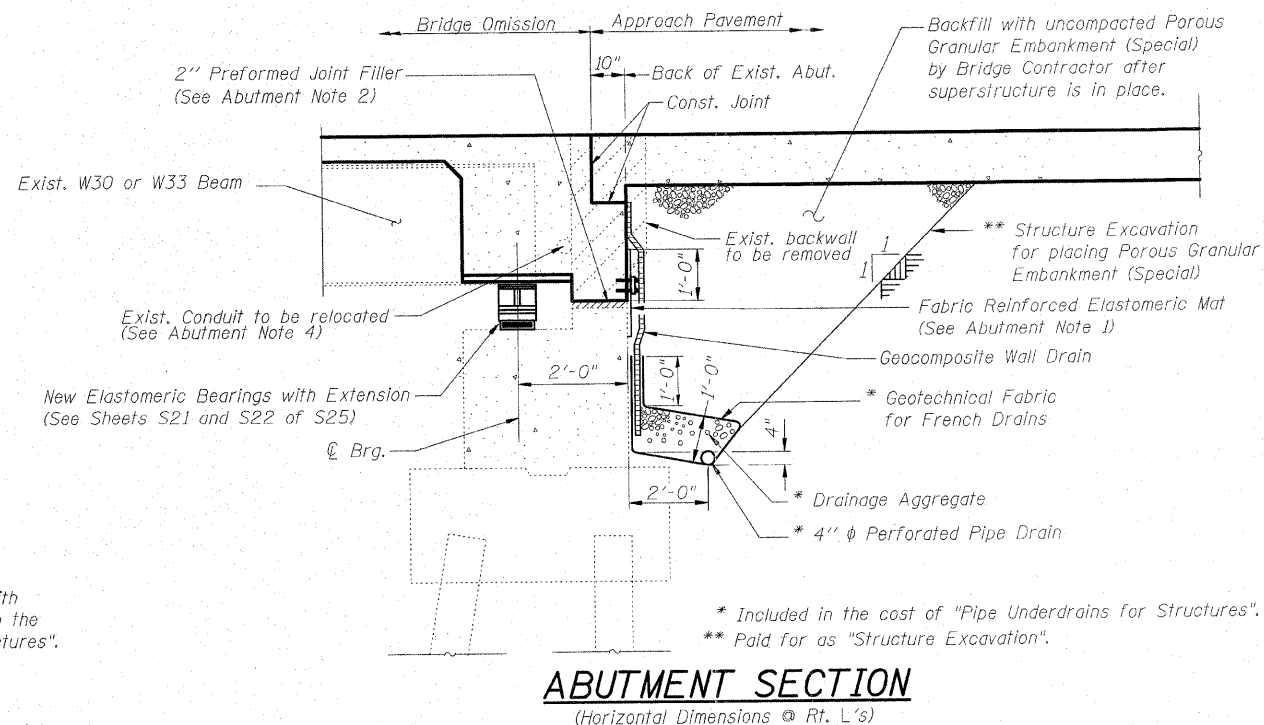 Bridge Omission
Approach Pavement
Backfill with uncompacted Porous
Granular Embankment (Special)
by Bridge Contractor after
superstructure is in place.
2" Preformed Joint Filler
(See Abutment Note 2)
10"
Back of Exist. Abut.
Const. Joint
Exist. W30 or W33 Beam
Exist. backwall
to be removed
1
1
** Structure Excavation
for placing Porous Granular
Embankment (Special)
1'-0"
Exist. Conduit to be relocated
(See Abutment Note 4)
Fabric Reinforced Elastomeric Mat
(See Abutment Note 1)
Geocomposite Wall Drain
2'-0"
New Elastomeric Bearings with Extension
(See Sheets S21 and S22 of S25)
1'-0"
1'-0"
* Geotechnical Fabric
for French Drains
℄ Brg.
4"
2'-0"
* Drainage Aggregate
* 4" ϕ Perforated Pipe Drain
ith
the
ctures".
* Included in the cost of "Pipe Underdrains for Structures".
** Paid for as "Structure Excavation".
ABUTMENT SECTION
(Horizontal Dimensions @ Rt. L's)